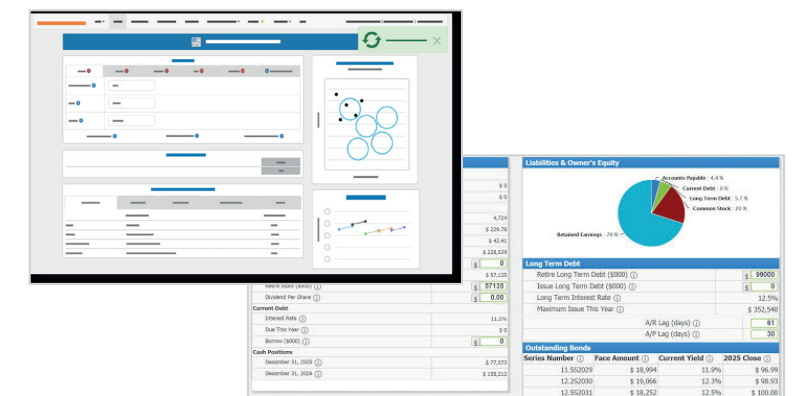 $ 0
$ 0
4,724
$ 229.78
$ 42.41
$ 228,539
$ 0
$ 57,135
Retire Stock ($000) $ 57135
Dividend Per Share $ 0.00
Current Debt
Interest Rate 11.1%
Due This Year $ 0
Borrow ($000) $ 0
Cash Positions
December 31, 2025 $ 77,573
December 31, 2026 $ 158,212
Liabilities & Owner's Equity
Accounts Payable : 4.4 %
Current Debt : 0 %
Long Term Debt : 5.7 %
Common Stock : 20 %
Retained Earnings : 70 %
Long Term Debt
Retire Long Term Debt ($000) $ 99000
Issue Long Term Debt ($000) $ 0
Long Term Interest Rate 12.5%
Maximum Issue This Year $ 352,540
A/R Lag (days) 61
A/P Lag (days) 30
Outstanding Bonds
Series Number Face Amount Current Yield 2025 Close
11.5S2029 $ 18,994 11.9% $ 96.99
12.2S2030 $ 19,066 12.3% $ 98.93
12.5S2031 $ 18,252 12.5% $ 100.00